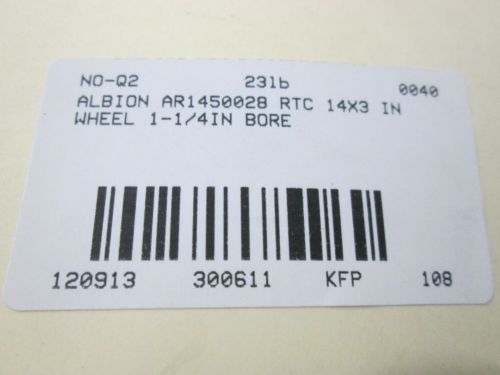 NO-Q2 231b 0040
ALBION AR1450028 RTC 14X3 IN
WHEEL 1-1/4IN BORE
120913 300611 KFP 108